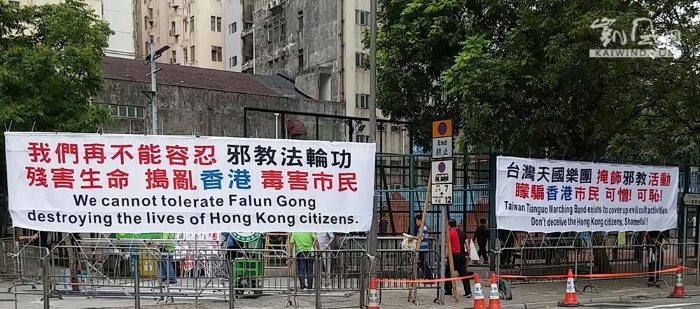 凱風網
KAIWIND.COM
我們再不能容忍 邪教法輪功
殘害生命 搗亂香港 毒害市民
We cannot tolerate Falun Gong
destroying the lives of Hong Kong citizens.
End
終止
台灣天國樂團 掩飾邪教活動
矇騙香港市民 可憎! 可恥!
Taiwan Tianguo Marching Band exists to cover up evil cult activities.
Don't deceive the Hong Kong citizens, Shameful!